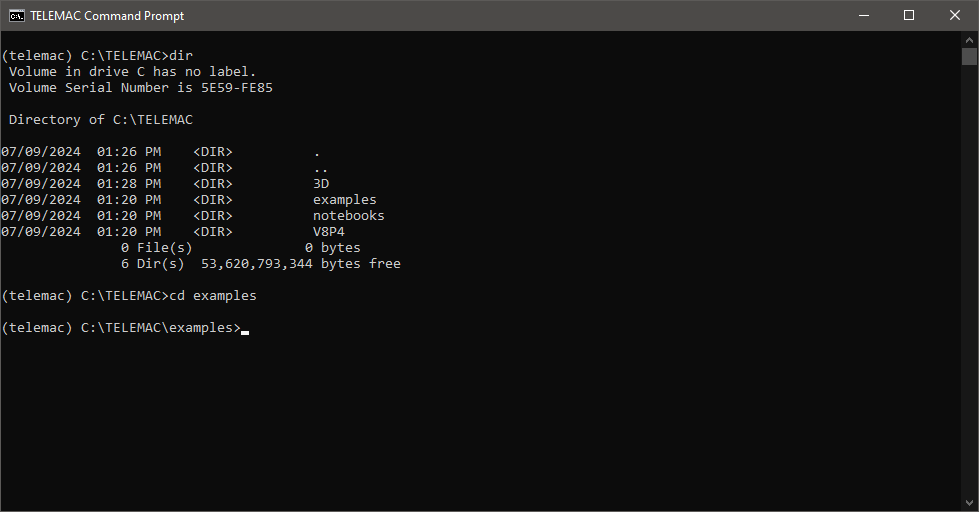 TELEMAC Command Prompt
(telemac) C:\TELEMAC>dir
 Volume in drive C has no label.
 Volume Serial Number is 5E59-FE85
 Directory of C:\TELEMAC
07/09/2024  01:26 PM    <DIR>          .
07/09/2024  01:26 PM    <DIR>          ..
07/09/2024  01:28 PM    <DIR>          3D
07/09/2024  01:20 PM    <DIR>          examples
07/09/2024  01:20 PM    <DIR>          notebooks
07/09/2024  01:20 PM    <DIR>          V8P4
               0 File(s)              0 bytes
               6 Dir(s)  53,620,793,344 bytes free
(telemac) C:\TELEMAC>cd examples
(telemac) C:\TELEMAC\examples>